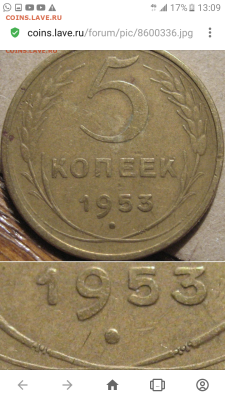 17% 13:09
coins.lave.ru/forum/pic/8600336.jpg
COINS.LAVE.RU
5
КОПЕЕК
1953
1953